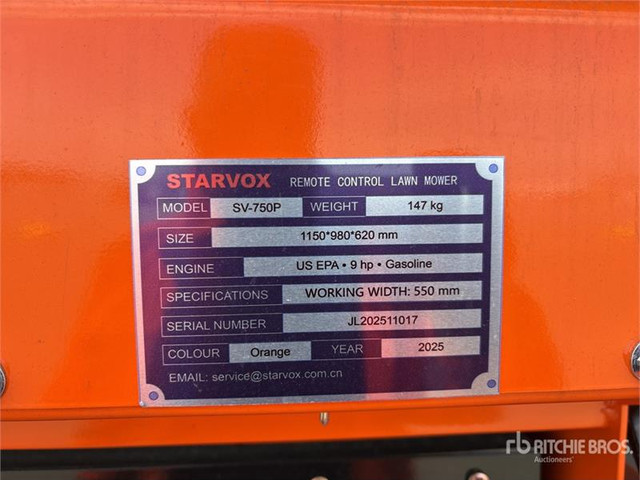 STARVOX REMOTE CONTROL LAWN MOWER
MODEL SV-750P WEIGHT 147 kg
SIZE 1150*980*620 mm
ENGINE US EPA • 9 hp • Gasoline
SPECIFICATIONS WORKING WIDTH: 550 mm
SERIAL NUMBER JL202511017
COLOUR Orange YEAR 2025
EMAIL: service@starvox.com.cn
rb RITCHIE BROS.
Auctioneers